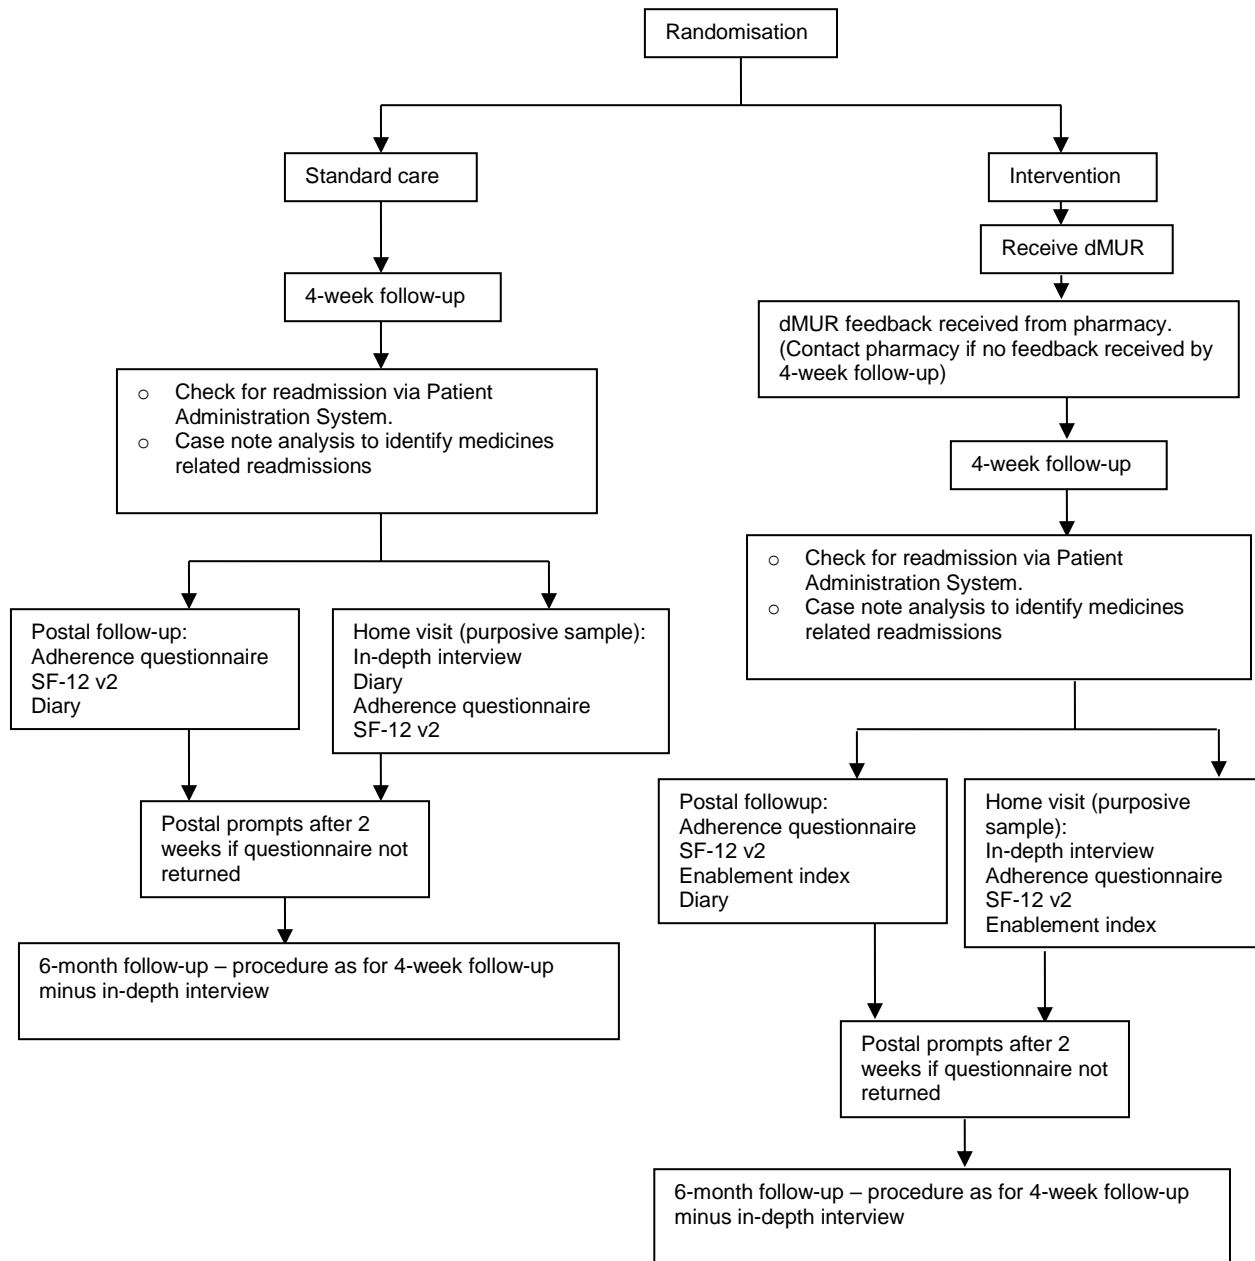 Randomisation
Standard care
4-week follow-up
o Check for readmission via Patient
Administration System.
o Case note analysis to identify medicines
related readmissions
Postal follow-up:
Adherence questionnaire
SF-12 v2
Diary
Home visit (purposive sample):
In-depth interview
Diary
Adherence questionnaire
SF-12 v2
Postal prompts after 2
weeks if questionnaire not
returned
6-month follow-up – procedure as for 4-week follow-up
minus in-depth interview
Intervention
Receive dMUR
dMUR feedback received from pharmacy.
(Contact pharmacy if no feedback received by
4-week follow-up)
4-week follow-up
o Check for readmission via Patient
Administration System.
o Case note analysis to identify medicines
related readmissions
Postal followup:
Adherence questionnaire
SF-12 v2
Enablement index
Diary
Home visit (purposive
sample):
In-depth interview
Adherence questionnaire
SF-12 v2
Enablement index
Postal prompts after 2
weeks if questionnaire not
returned
6-month follow-up – procedure as for 4-week follow-up
minus in-depth interview